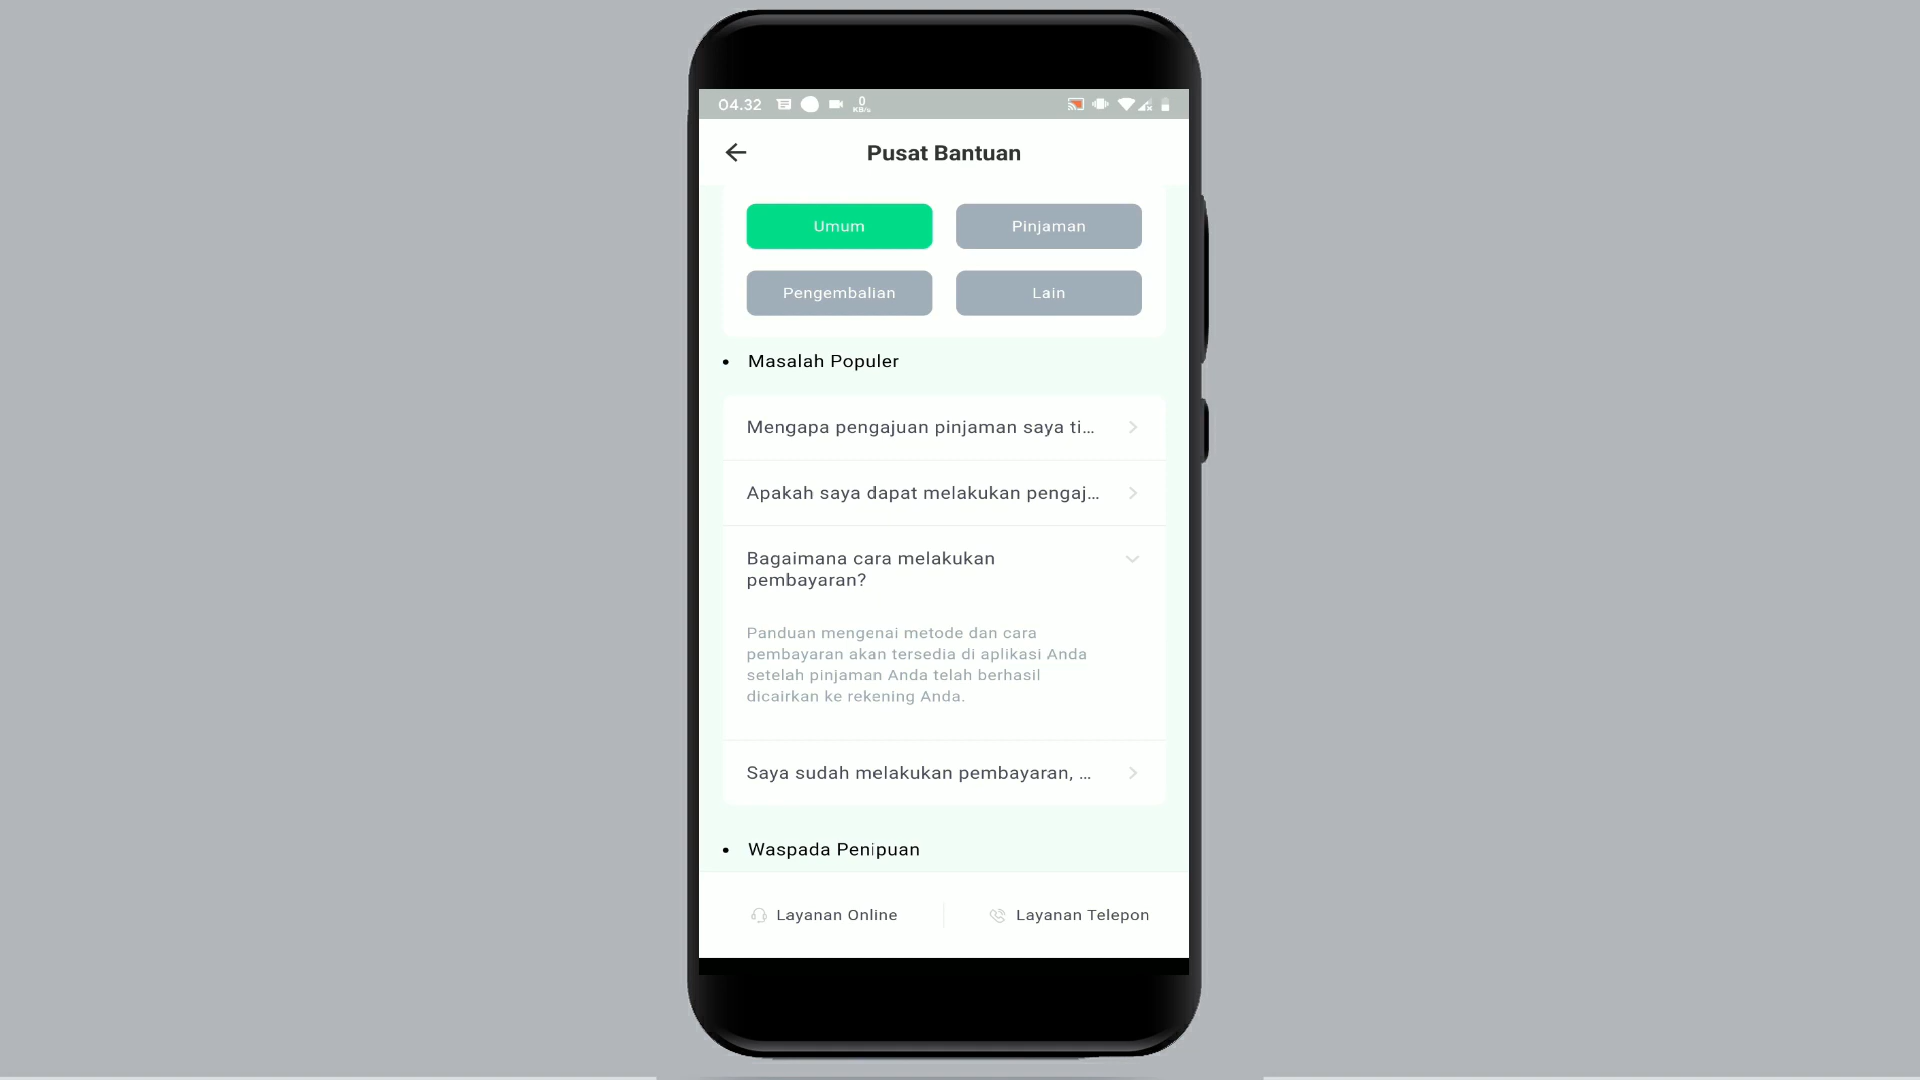 04.32 0 KB/s
Pusat Bantuan
Umum Pinjaman
Pengembalian Lain
• Masalah Populer
Mengapa pengajuan pinjaman saya ti...
Apakah saya dapat melakukan pengaj...
Bagaimana cara melakukan
pembayaran?
Panduan mengenai metode dan cara
pembayaran akan tersedia di aplikasi Anda
setelah pinjaman Anda telah berhasil
dicairkan ke rekening Anda.
Saya sudah melakukan pembayaran, ...
• Waspada Penipuan
Layanan Online Layanan Telepon